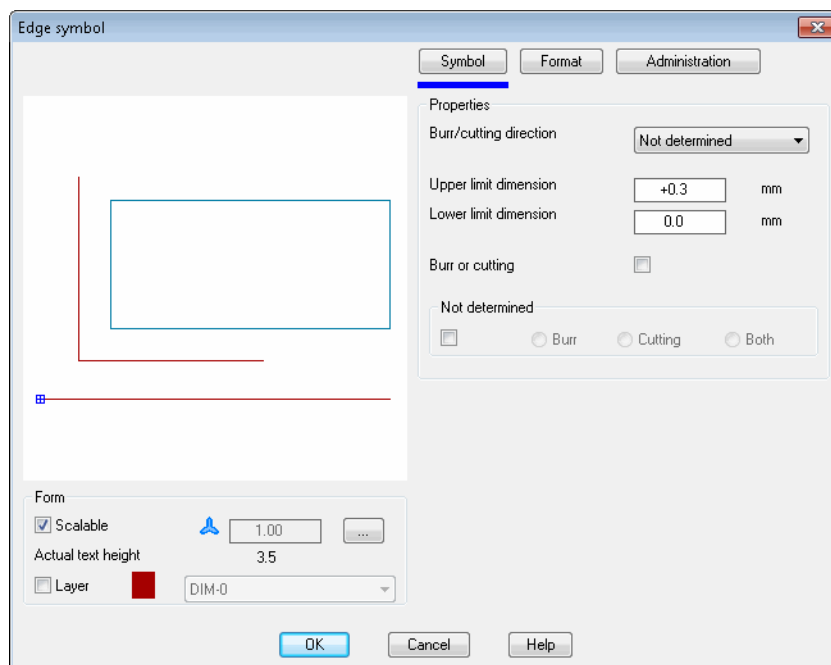 Edge symbol
Symbol Format Administration
Properties
Burr/cutting direction Not determined
Upper limit dimension +0.3 mm
Lower limit dimension 0.0 mm
Burr or cutting
Not determined
Burr Cutting Both
Form
Scalable 1.00 ...
Actual text height 3.5
Layer DIM-0
OK Cancel Help